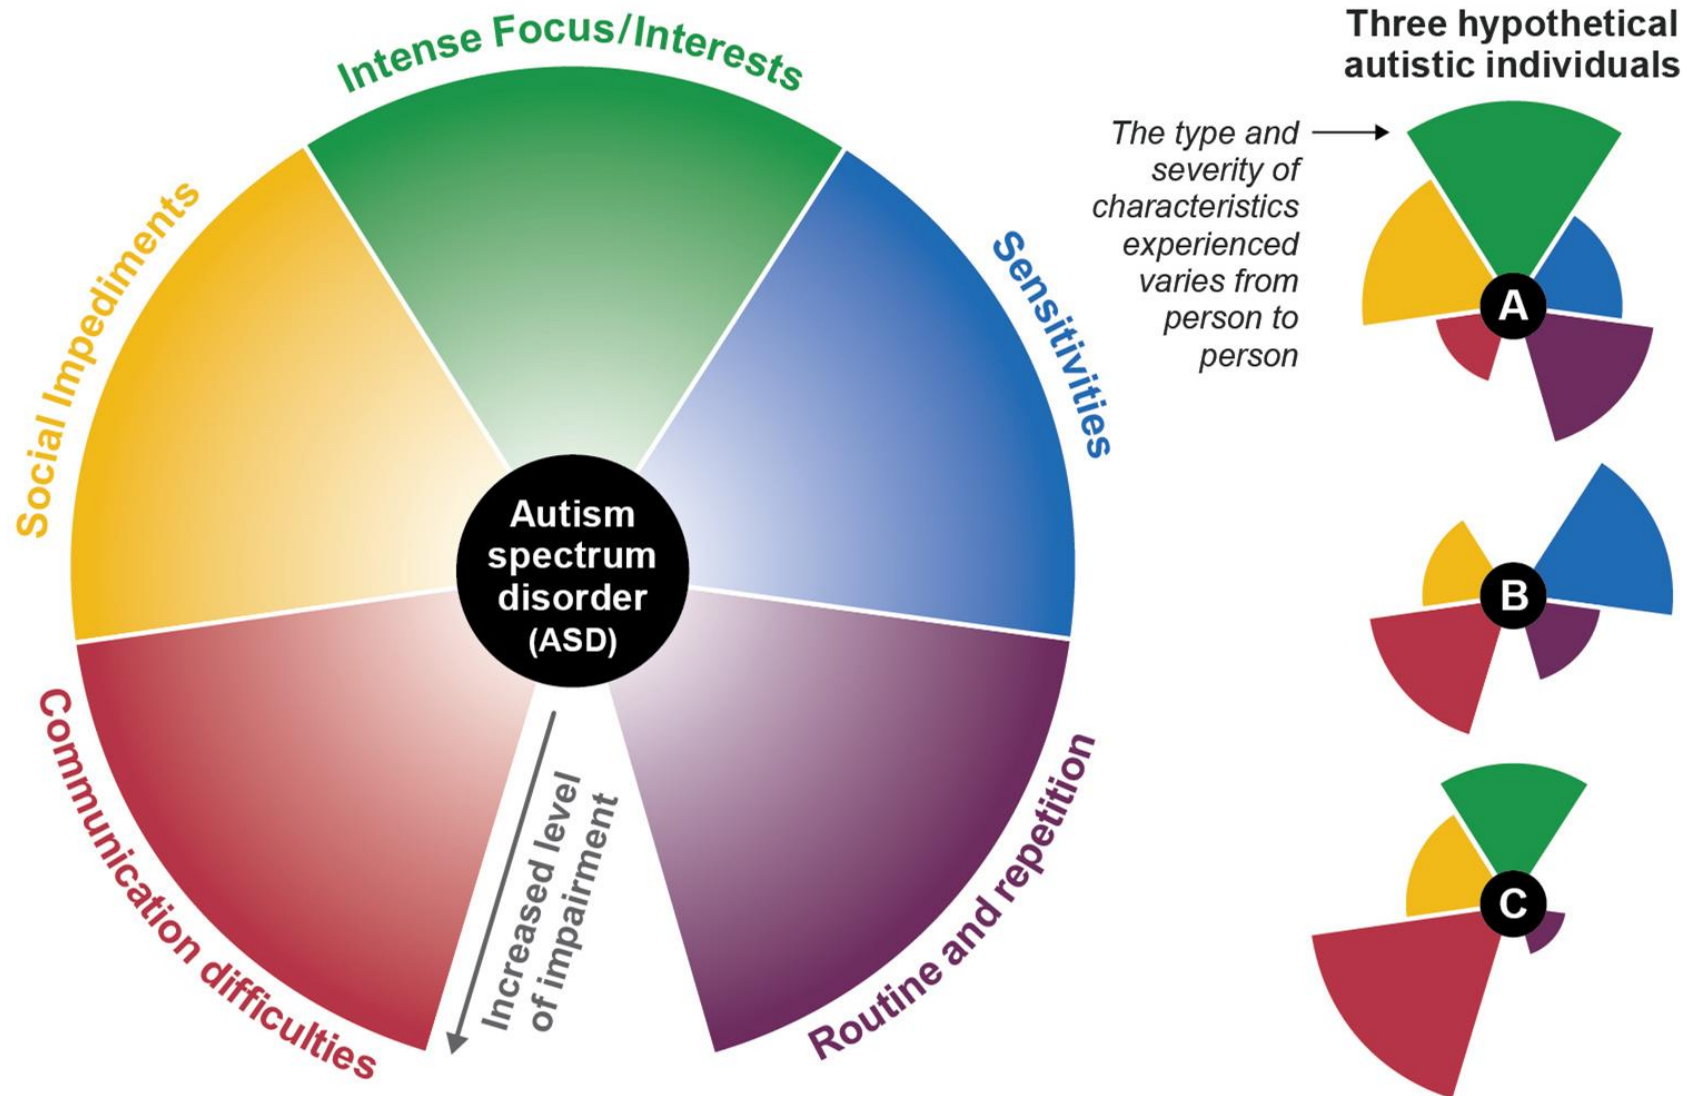 Intense Focus/Interests
Social Impediments
Sensitivities
Autism
spectrum
disorder
(ASD)
Communication difficulties
Increased level
of impairment
Routine and repetition
Three hypothetical
autistic individuals
The type and
severity of
characteristics
experienced
varies from
person to
person
A
B
C